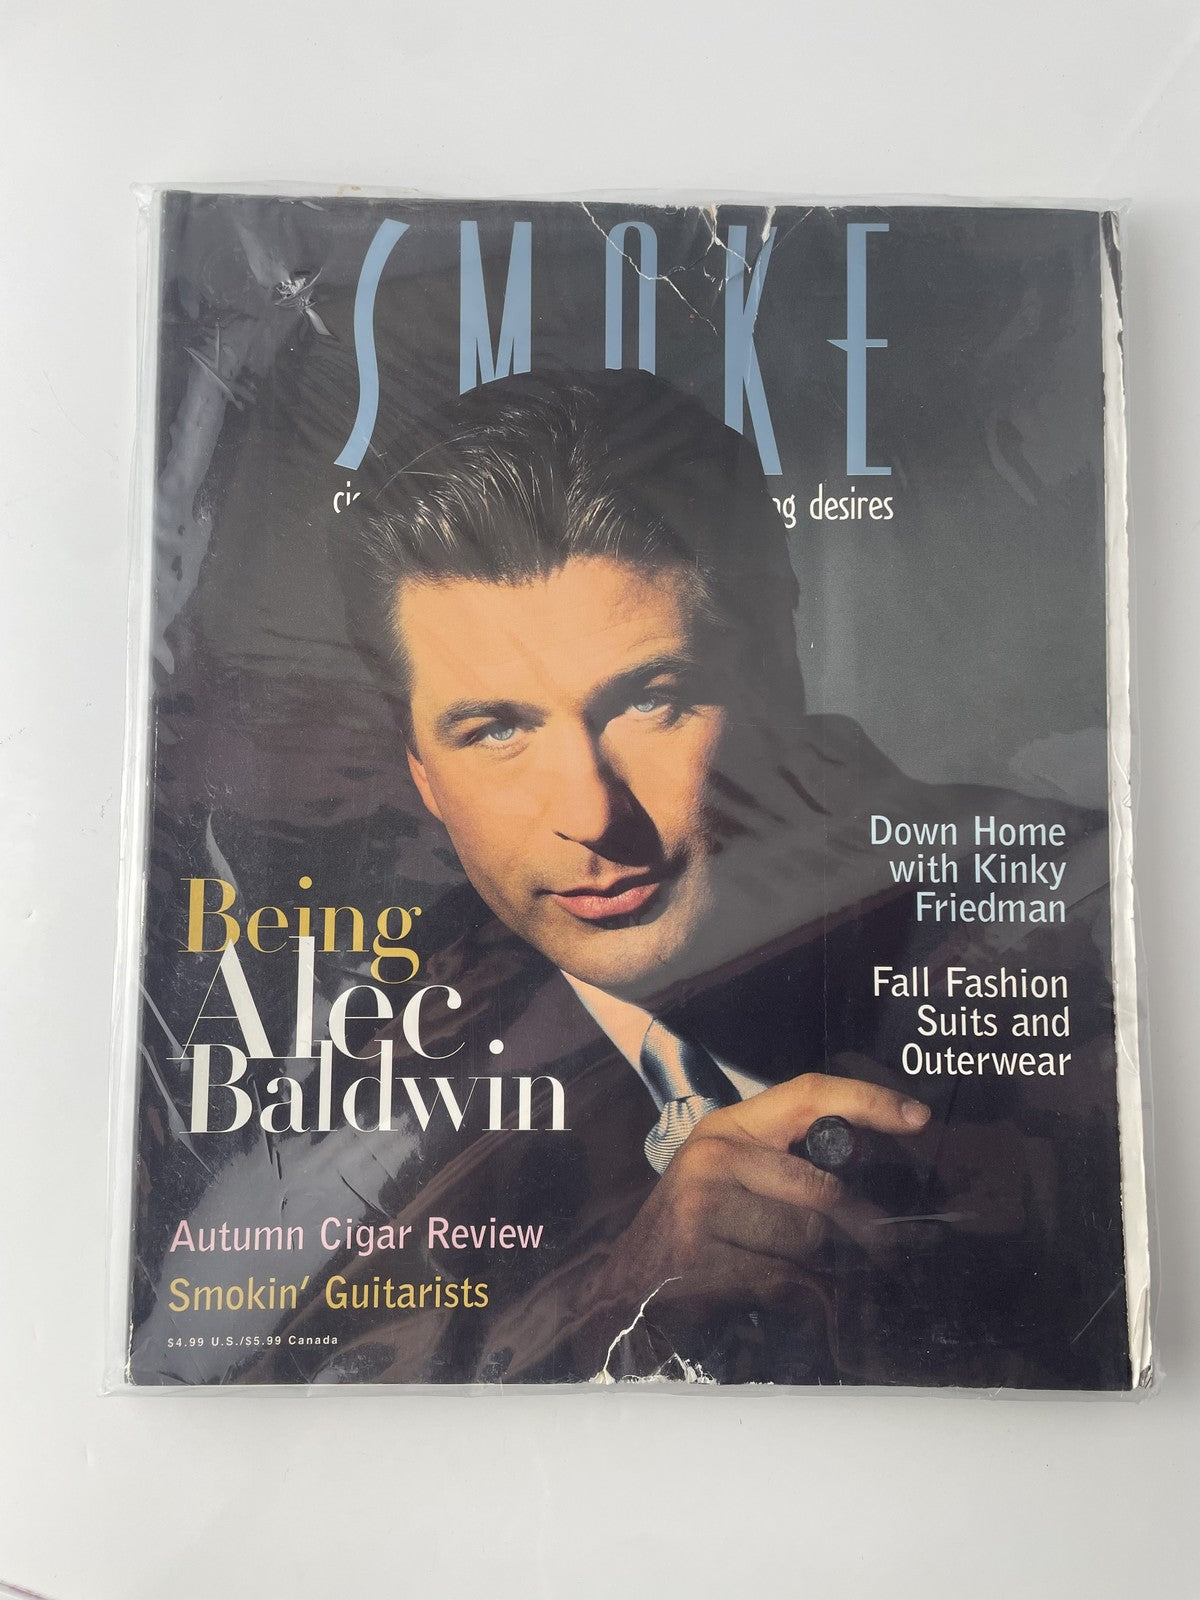 SMOKE
desires
Down Home
with Kinky
Friedman
Fall Fashion
Suits and
Outerwear
Being
Alec
Baldwin
Autumn Cigar Review
Smokin' Guitarists
$4.99 U.S./$5.99 Canada